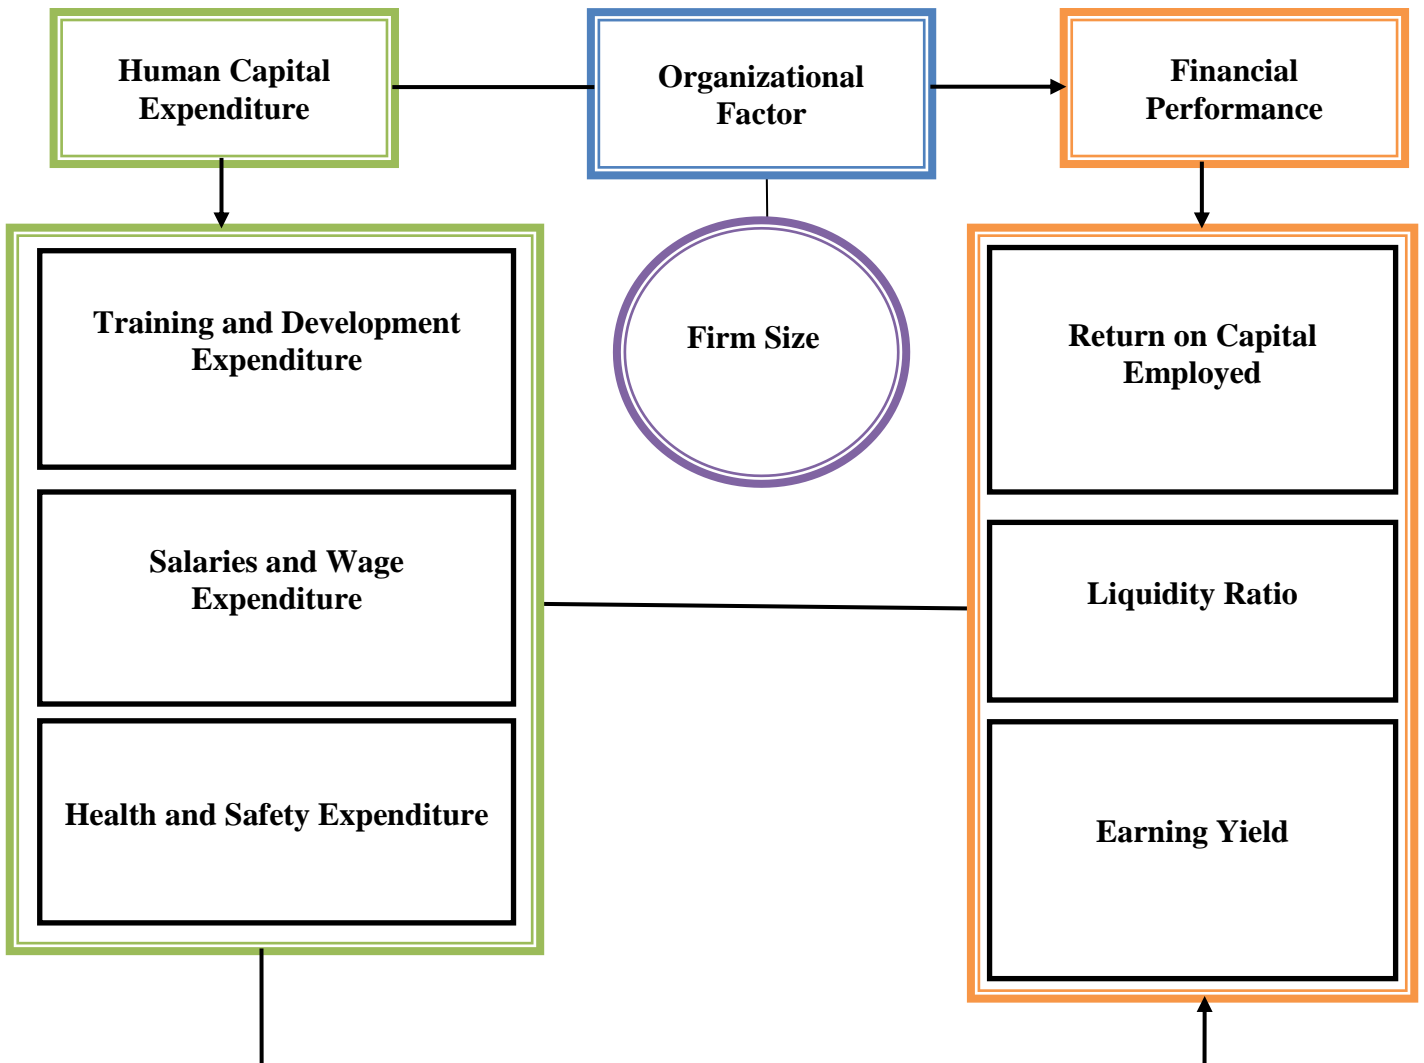 Human Capital
Expenditure
Organizational
Factor
Financial
Performance
Training and Development
Expenditure
Firm Size
Return on Capital
Employed
Salaries and Wage
Expenditure
Liquidity Ratio
Health and Safety Expenditure
Earning Yield